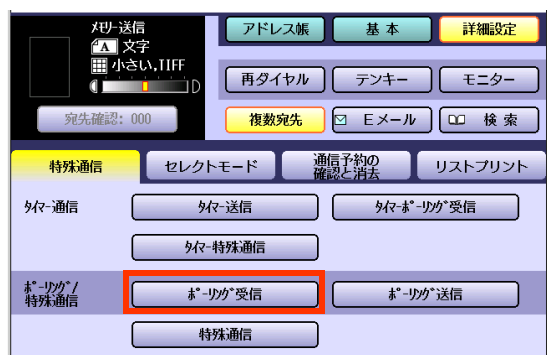 ﾒﾓﾘｰ送信
A 文字
小さい,TIFF
D
宛先確認: 000
アドレス帳 基 本 詳細設定
再ダイヤル テンキー モニター
複数宛先 Eメール 検 索
特殊通信 セレクトモード 通信予約の
確認と消去 リストプリント
ﾀｲﾏｰ通信 ﾀｲﾏｰ送信 ﾀｲﾏｰﾎﾟｰﾘﾝｸﾞ受信
ﾀｲﾏｰ特殊通信
ﾎﾟｰﾘﾝｸﾞ/
特殊通信 ﾎﾟｰﾘﾝｸﾞ受信 ﾎﾟｰﾘﾝｸﾞ送信
特殊通信